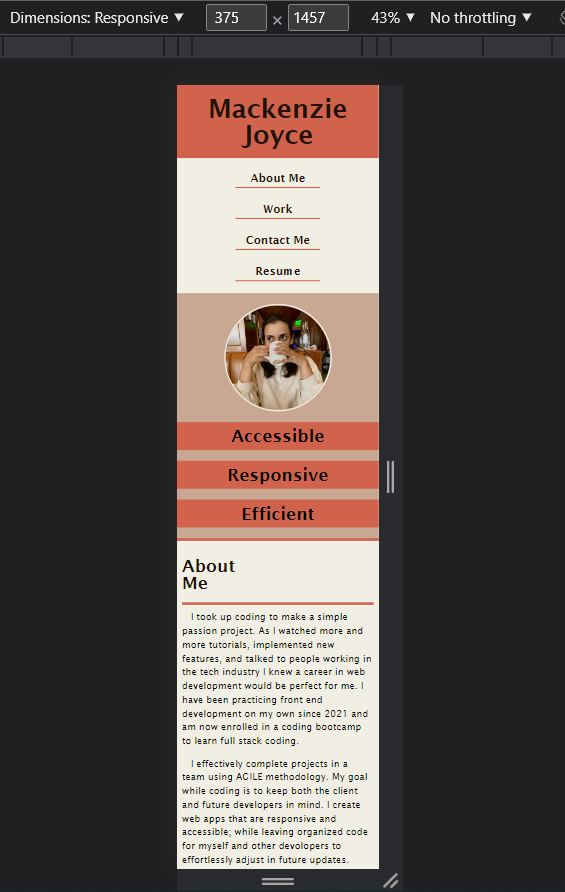 Dimensions: Responsive ▼ 375 × 1457 43% ▼ No throttling ▼
Mackenzie
Joyce
About Me
Work
Contact Me
Resume
Accessible
Responsive
Efficient
About
Me
I took up coding to make a simple
passion project. As I watched more and
more tutorials, implemented new
features, and talked to people working in
the tech industry I knew a career in web
development would be perfect for me. I
have been practicing front end
development on my own since 2021 and
am now enrolled in a coding bootcamp
to learn full stack coding.
I effectively complete projects in a
team using AGILE methodology. My goal
while coding is to keep both the client
and future developers in mind. I create
web apps that are responsive and
accessible; while leaving organized code
for myself and other devolopers to
effortlessly adjust in future updates.